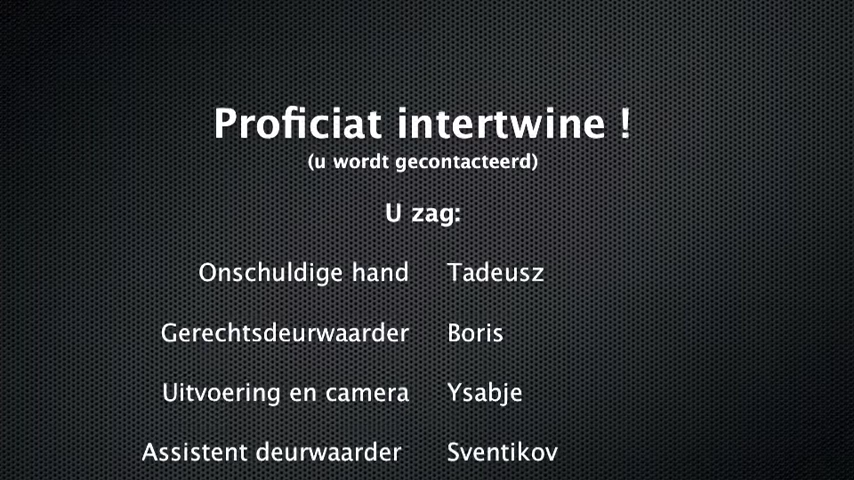 Proficiat intertwine !
(u wordt gecontacteerd)
U zag:
Onschuldige hand Tadeusz
Gerechtsdeurwaarder Boris
Uitvoering en camera Ysabje
Assistent deurwaarder Sventikov